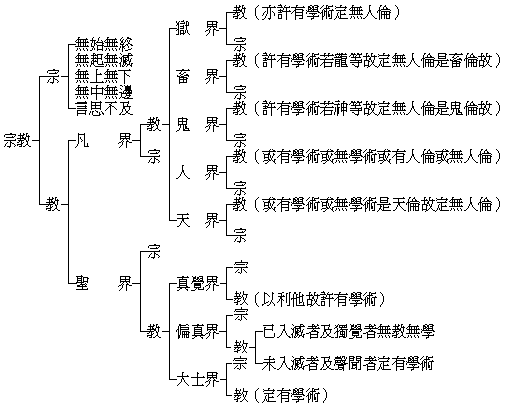 獄 界
教(亦許有學術定無人倫)
宗
無始無終
無起無滅
宗
無上無下
無中無邊
言思不及
畜 界
教(許有學術若龍等故定無人倫是畜倫故)
宗
鬼 界
教(許有學術若神等故定無人倫是鬼倫故)
宗
教
宗
宗教
凡 界
人 界
教(或有學術或無學術或有人倫或無人倫)
宗
天 界
教(或有學術或無學術是天倫故定無人倫)
宗
教
聖 界
宗
教
真覺界
宗
教(以利他故許有學術)
偏真界
宗
教
已入滅者及獨覺者無教無學
未入滅者及聲聞者定有學術
大士界
宗
教(定有學術)